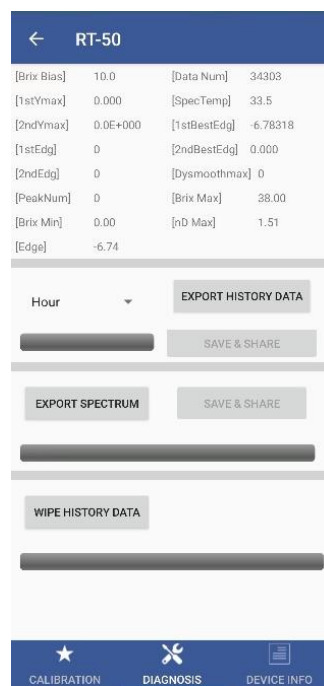 RT-50
[Brix Bias] 10.0 [Data Num] 34303
[1stYmax] 0.000 [SpecTemp] 33.5
[2ndYmax] 0.0E+000 [1stBestEdg] -6.78318
[1stEdg] 0 [2ndBestEdg] 0.000
[2ndEdg] 0 [Dysmoothmax] 0
[PeakNum] 0 [Brix Max] 38.00
[Brix Min] 0.00 [nD Max] 1.51
[Edge] -6.74
Hour EXPORT HISTORY DATA
SAVE & SHARE
EXPORT SPECTRUM SAVE & SHARE
WIPE HISTORY DATA
CALIBRATION DIAGNOSIS DEVICE INFO